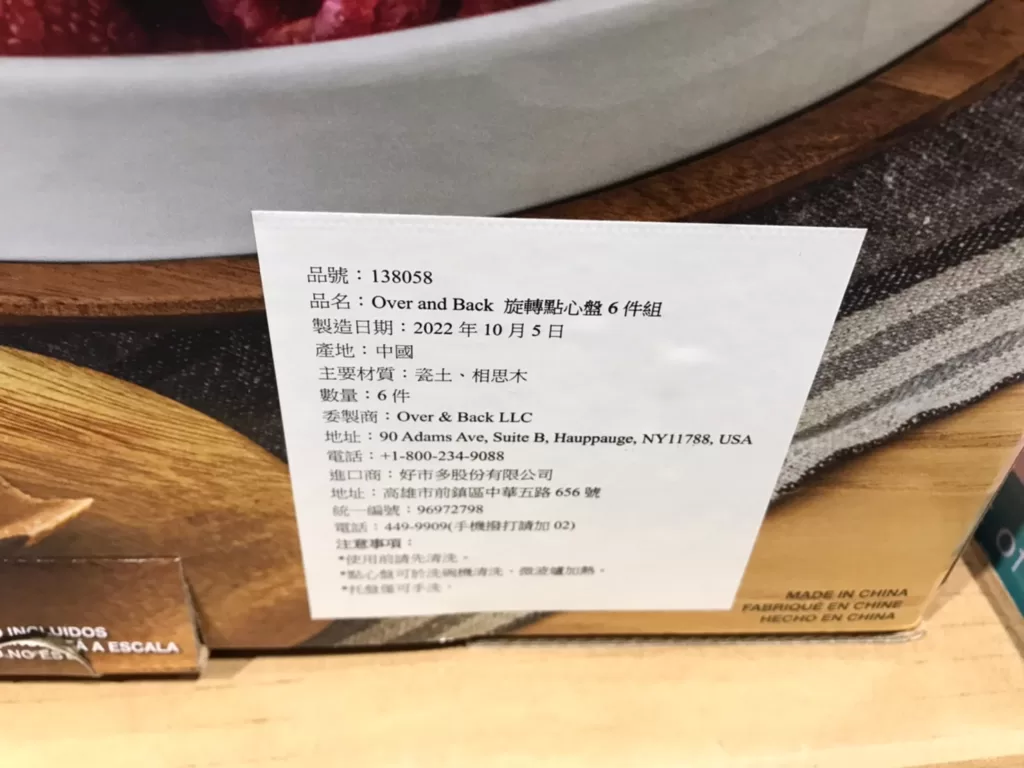 品號：138058
品名：Over and Back 旋轉點心盤 6 件組
製造日期：2022 年 10 月 5 日
產地：中國
主要材質：瓷土、相思木
數量：6 件
委製商：Over & Back LLC
地址：90 Adams Ave, Suite B, Hauppauge, NY11788, USA
電話：+1-800-234-9088
進口商：好市多股份有限公司
地址：高雄市前鎮區中華五路 656 號
統一編號：96972798
電話：449-9909(手機撥打請加 02)
注意事項：
*使用前請先清洗。
*點心盤可於洗碗機清洗、微波爐加熱。
*托盤僅可手洗。
MADE IN CHINA
FABRIQUÉ EN CHINE
HECHO EN CHINA
INCLUIDOS
A ESCALA